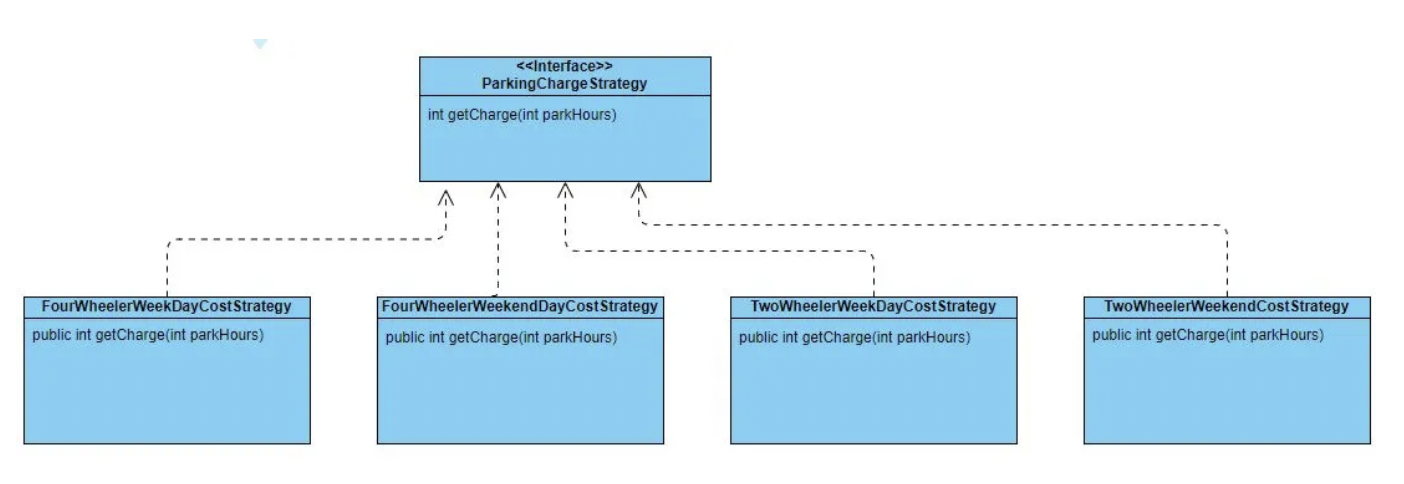 <<Interface>>
ParkingChargeStrategy
int getCharge(int parkHours)
FourWheelerWeekDayCostStrategy
public int getCharge(int parkHours)
FourWheelerWeekendDayCostStrategy
public int getCharge(int parkHours)
TwoWheelerWeekDayCostStrategy
public int getCharge(int parkHours)
TwoWheelerWeekendCostStrategy
public int getCharge(int parkHours)